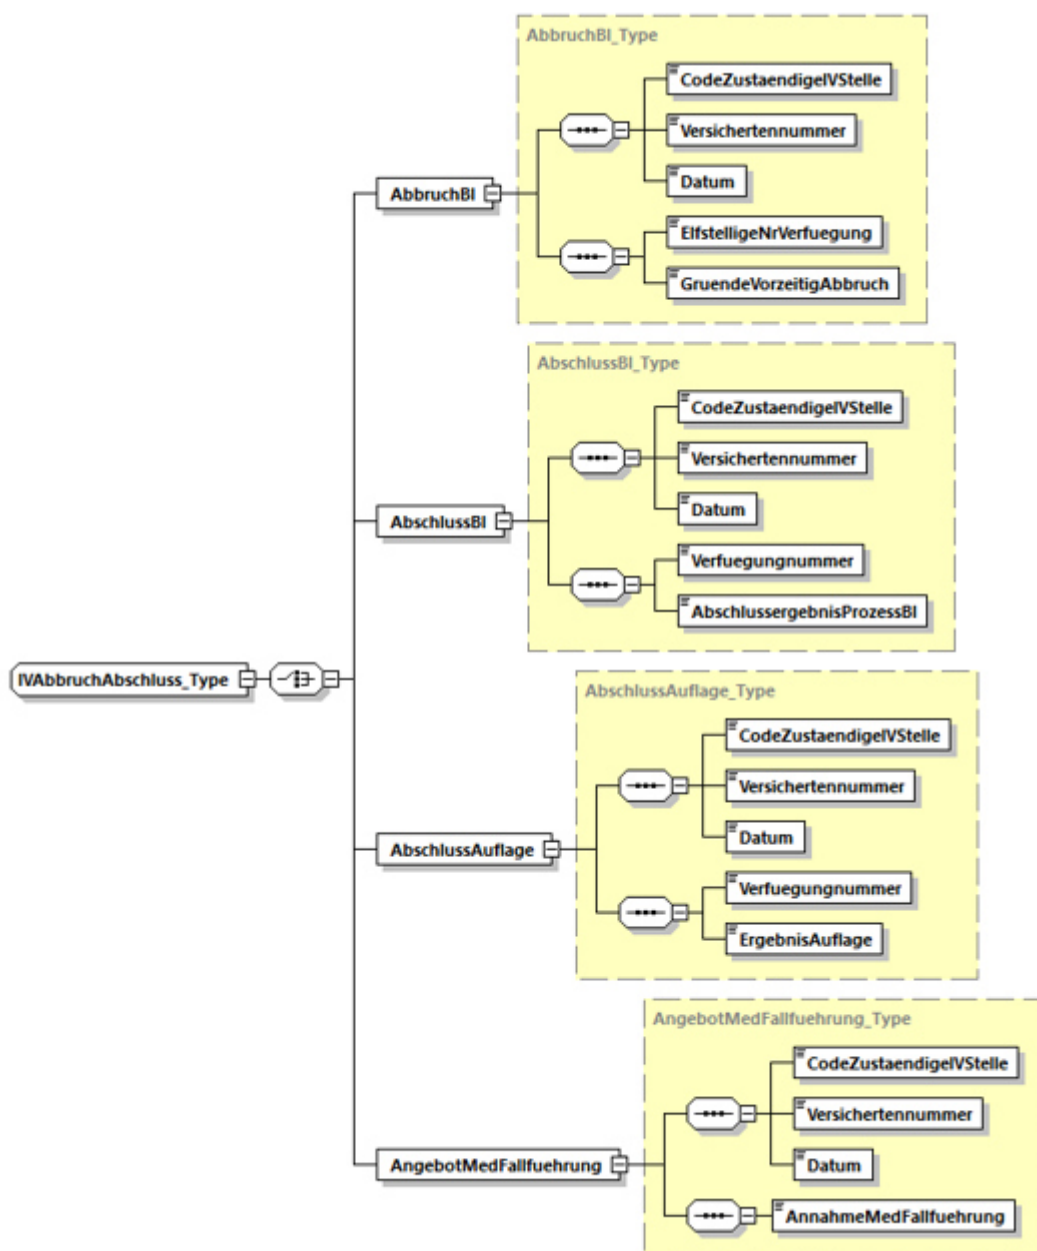 AbbruchBI_Type
CodeZustaendigeIVStelle
Versichertennummer
Datum
AbbruchBI
ElfstelligeNrVerfuegung
GruendeVorzeitigAbbruch
AbschlussBI_Type
CodeZustaendigeIVStelle
Versichertennummer
Datum
AbschlussBI
Verfuegungnummer
AbschlussergebnisProzessBI
IVAbbruchAbschluss_Type
AbschlussAuflage_Type
CodeZustaendigeIVStelle
Versichertennummer
Datum
AbschlussAuflage
Verfuegungnummer
ErgebnisAuflage
AngebotMedFallfuehrung_Type
CodeZustaendigeIVStelle
Versichertennummer
Datum
AngebotMedFallfuehrung
AnnahmeMedFallfuehrung